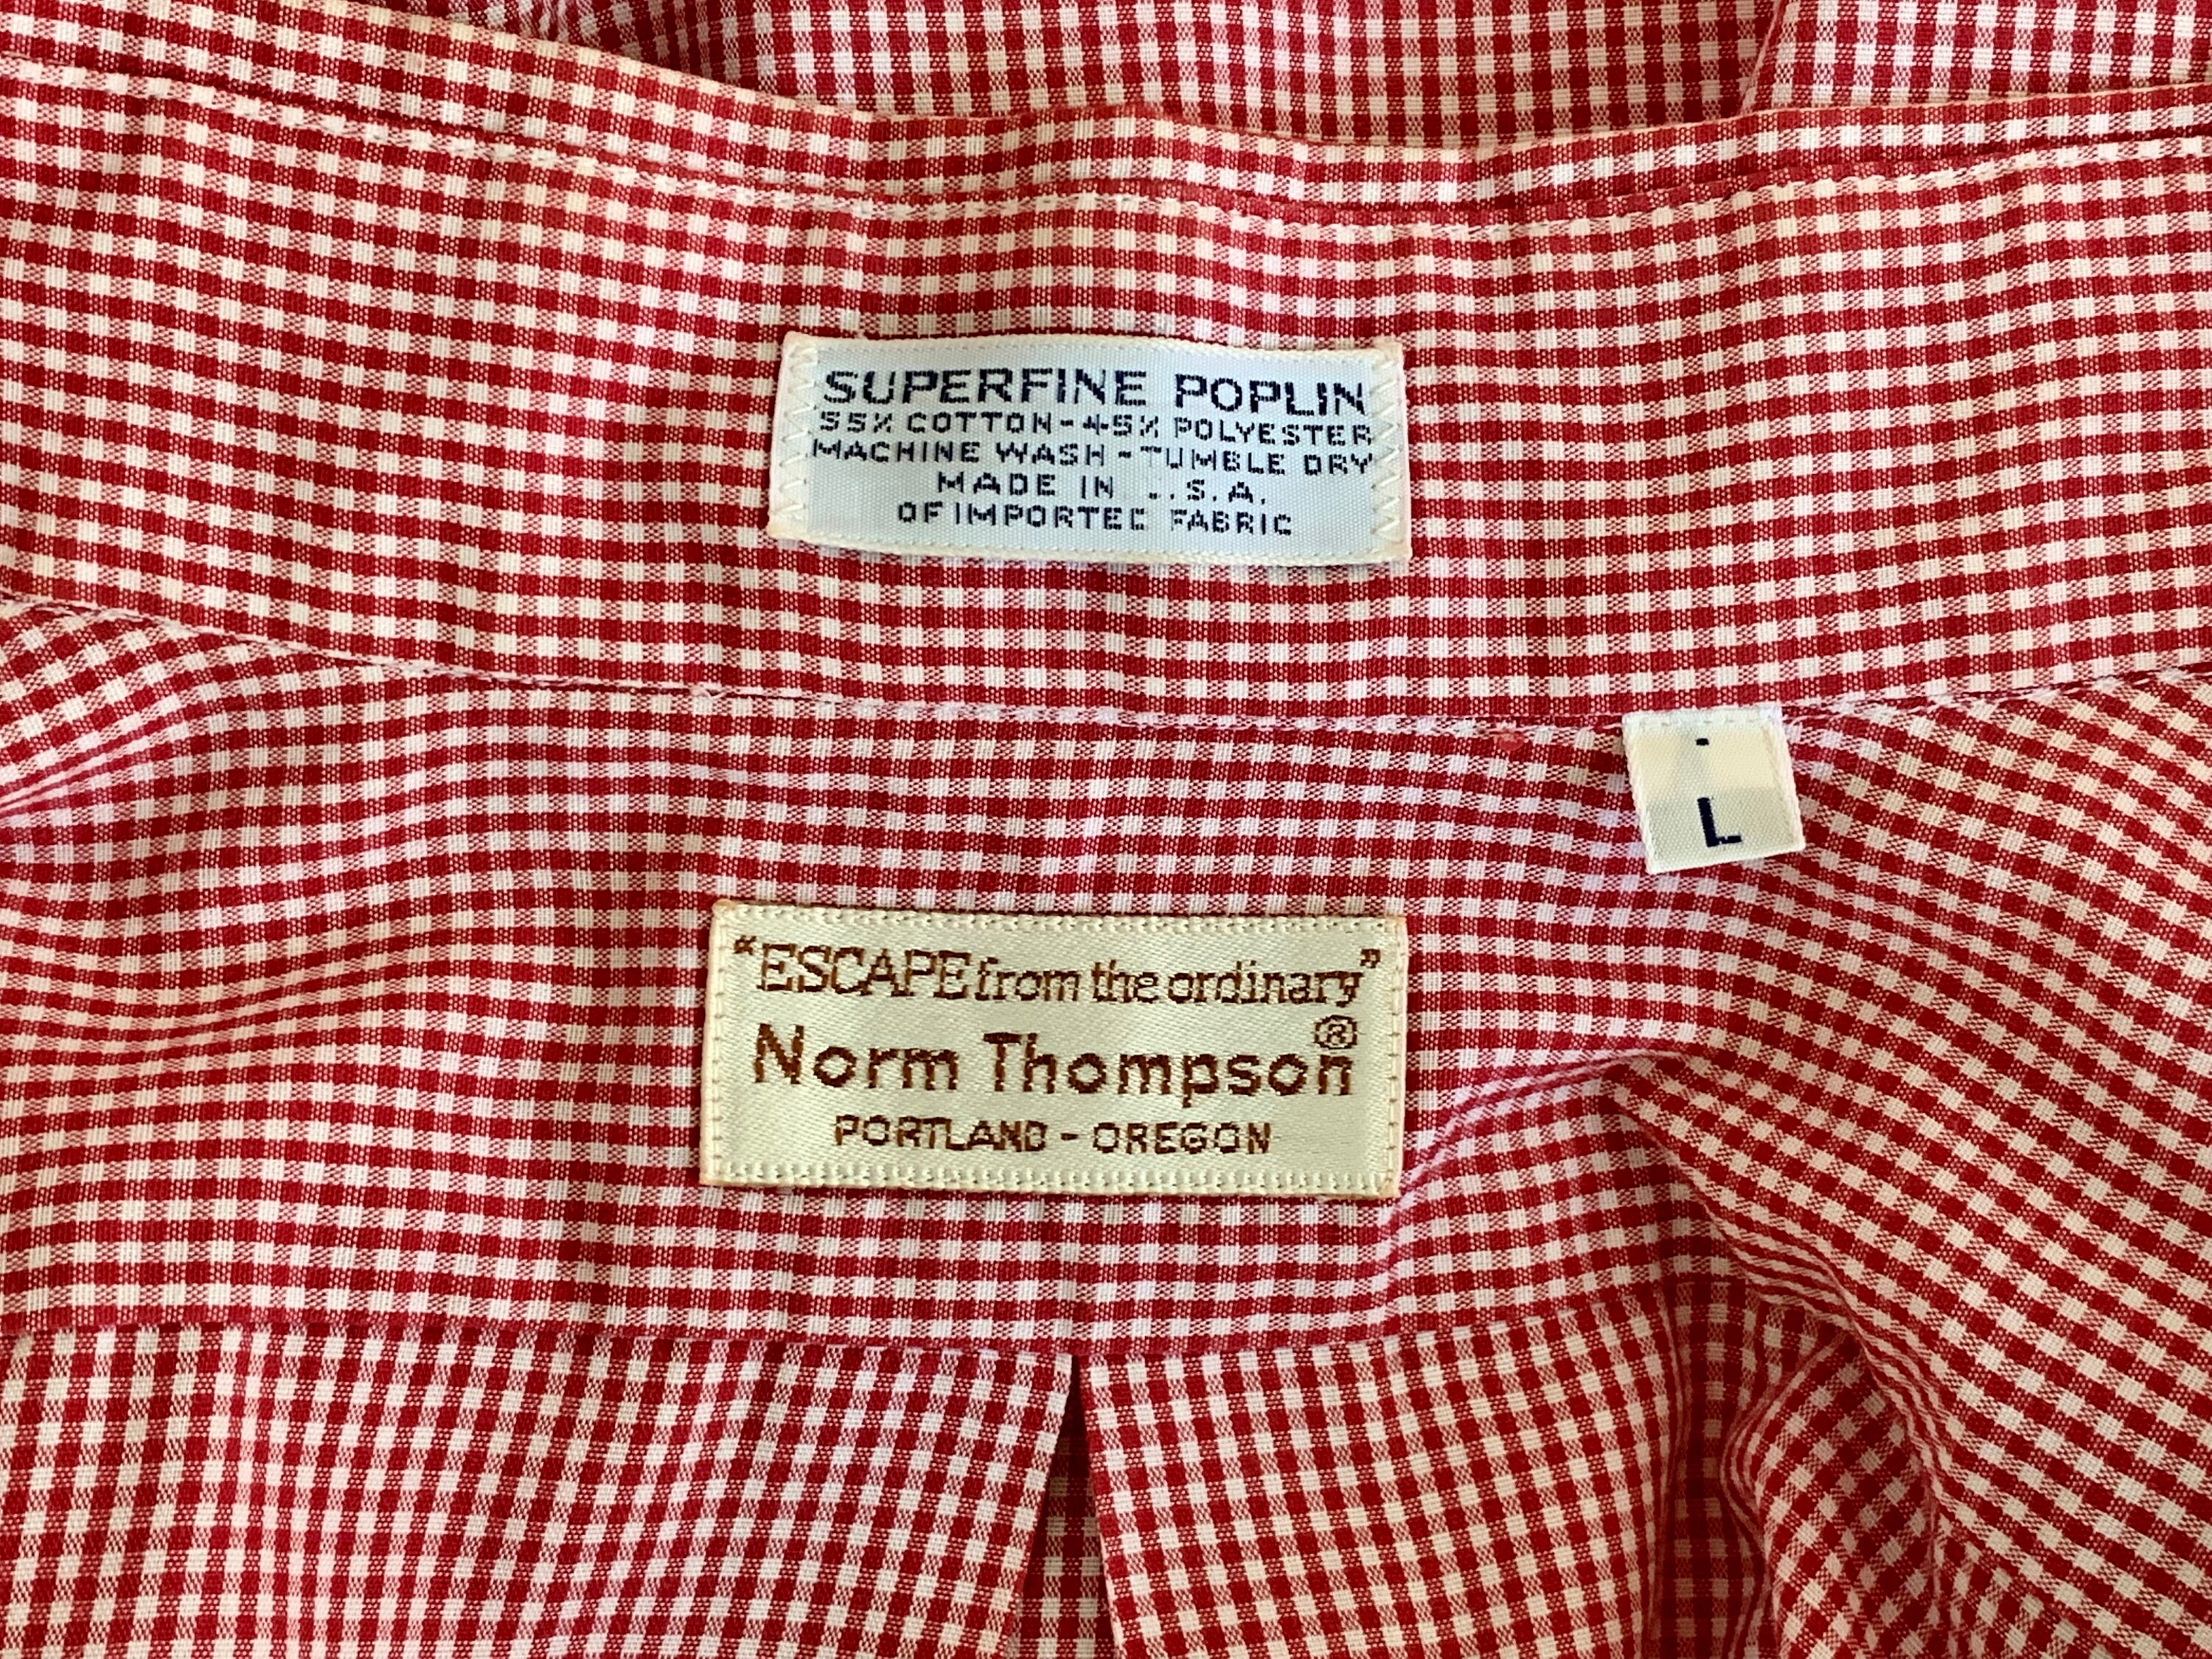 SUPERFINE POPLIN
55% COTTON - 45% POLYESTER
MACHINE WASH - TUMBLE DRY
MADE IN U.S.A.
OF IMPORTED FABRIC
L
"ESCAPE from the ordinary"
Norm Thompson®
PORTLAND - OREGON